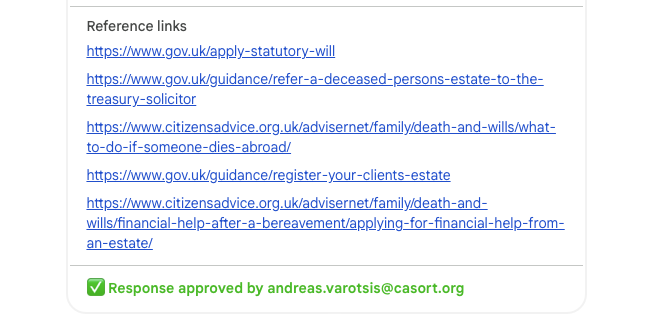 Reference links
https://www.gov.uk/apply-statutory-will
https://www.gov.uk/guidance/refer-a-deceased-persons-estate-to-the-
treasury-solicitor
https://www.citizensadvice.org.uk/advisernet/family/death-and-wills/what-
to-do-if-someone-dies-abroad/
https://www.gov.uk/guidance/register-your-clients-estate
https://www.citizensadvice.org.uk/advisernet/family/death-and-
wills/financial-help-after-a-bereavement/applying-for-financial-help-from-
an-estate/
✅ Response approved by andreas.varotsis@casort.org